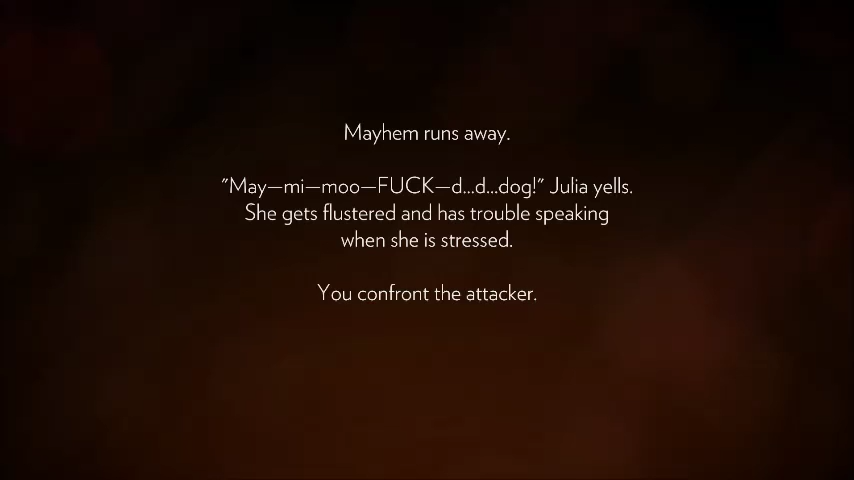 Mayhem runs away.
"May—mi—moo—FUCK—d...d...dog!" Julia yells.
She gets flustered and has trouble speaking
when she is stressed.
You confront the attacker.